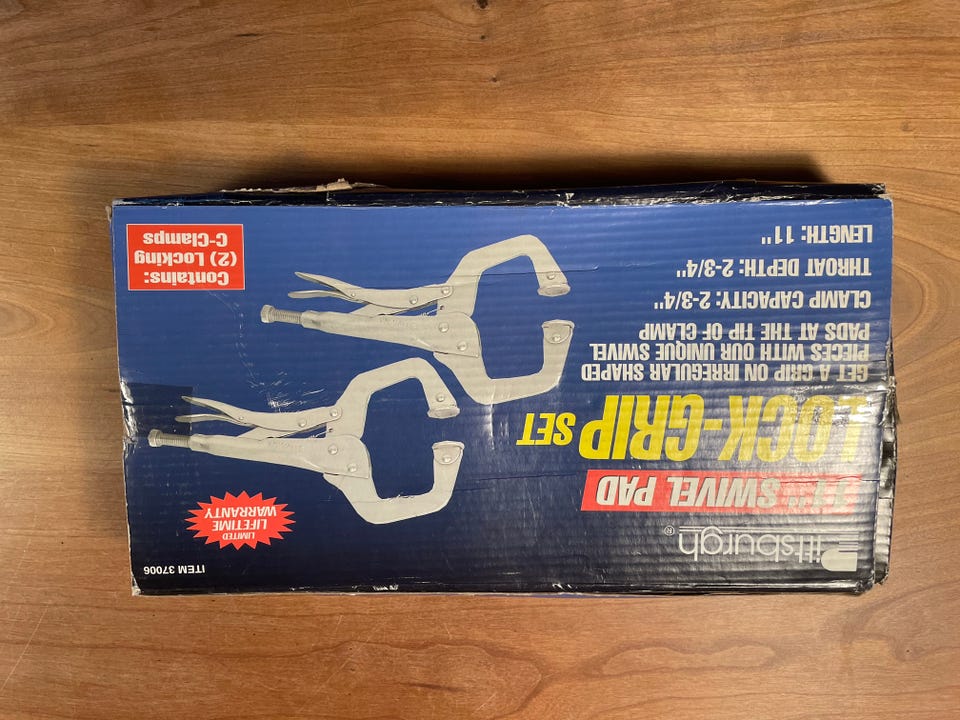 Pittsburgh®
11" SWIVEL PAD
LOCK-GRIP SET
GET A GRIP ON IRREGULAR SHAPED
PIECES WITH OUR UNIQUE SWIVEL
PADS AT THE TIP OF CLAMP
CLAMP CAPACITY: 2-3/4"
THROAT DEPTH: 2-3/4"
LENGTH: 11"
ITEM 37006
LIMITED
LIFETIME
WARRANTY
Contains:
(2) Locking
C-Clamps